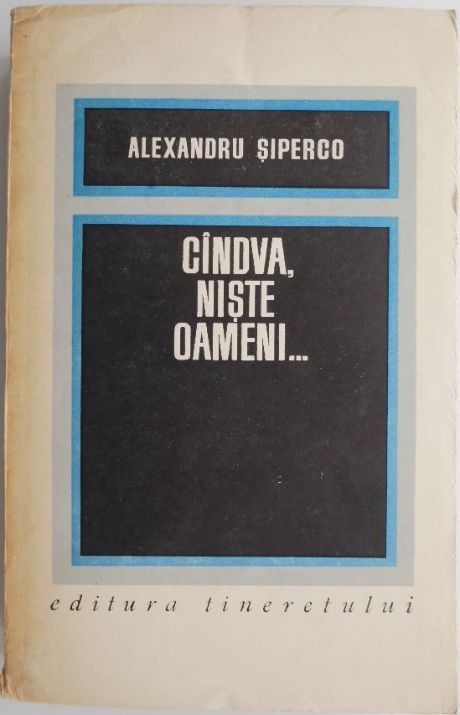 ALEXANDRU ȘIPERCO
CÎNDVA,
NIȘTE
OAMENI...
editura tineretului